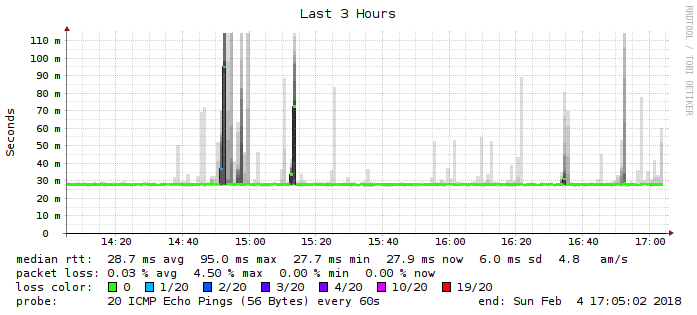 Last 3 Hours
RRDTOOL / TOBI OETIKER
Seconds
110 m
100 m
90 m
80 m
70 m
60 m
50 m
40 m
30 m
20 m
10 m
0
14:20 14:40 15:00 15:20 15:40 16:00 16:20 16:40 17:00
median rtt: 28.7 ms avg 95.0 ms max 27.7 ms min 27.9 ms now 6.0 ms sd 4.8 am/s
packet loss: 0.03 % avg 4.50 % max 0.00 % min 0.00 % now
loss color: 0 1/20 2/20 3/20 4/20 10/20 19/20
probe: 20 ICMP Echo Pings (56 Bytes) every 60s end: Sun Feb 4 17:05:02 2018